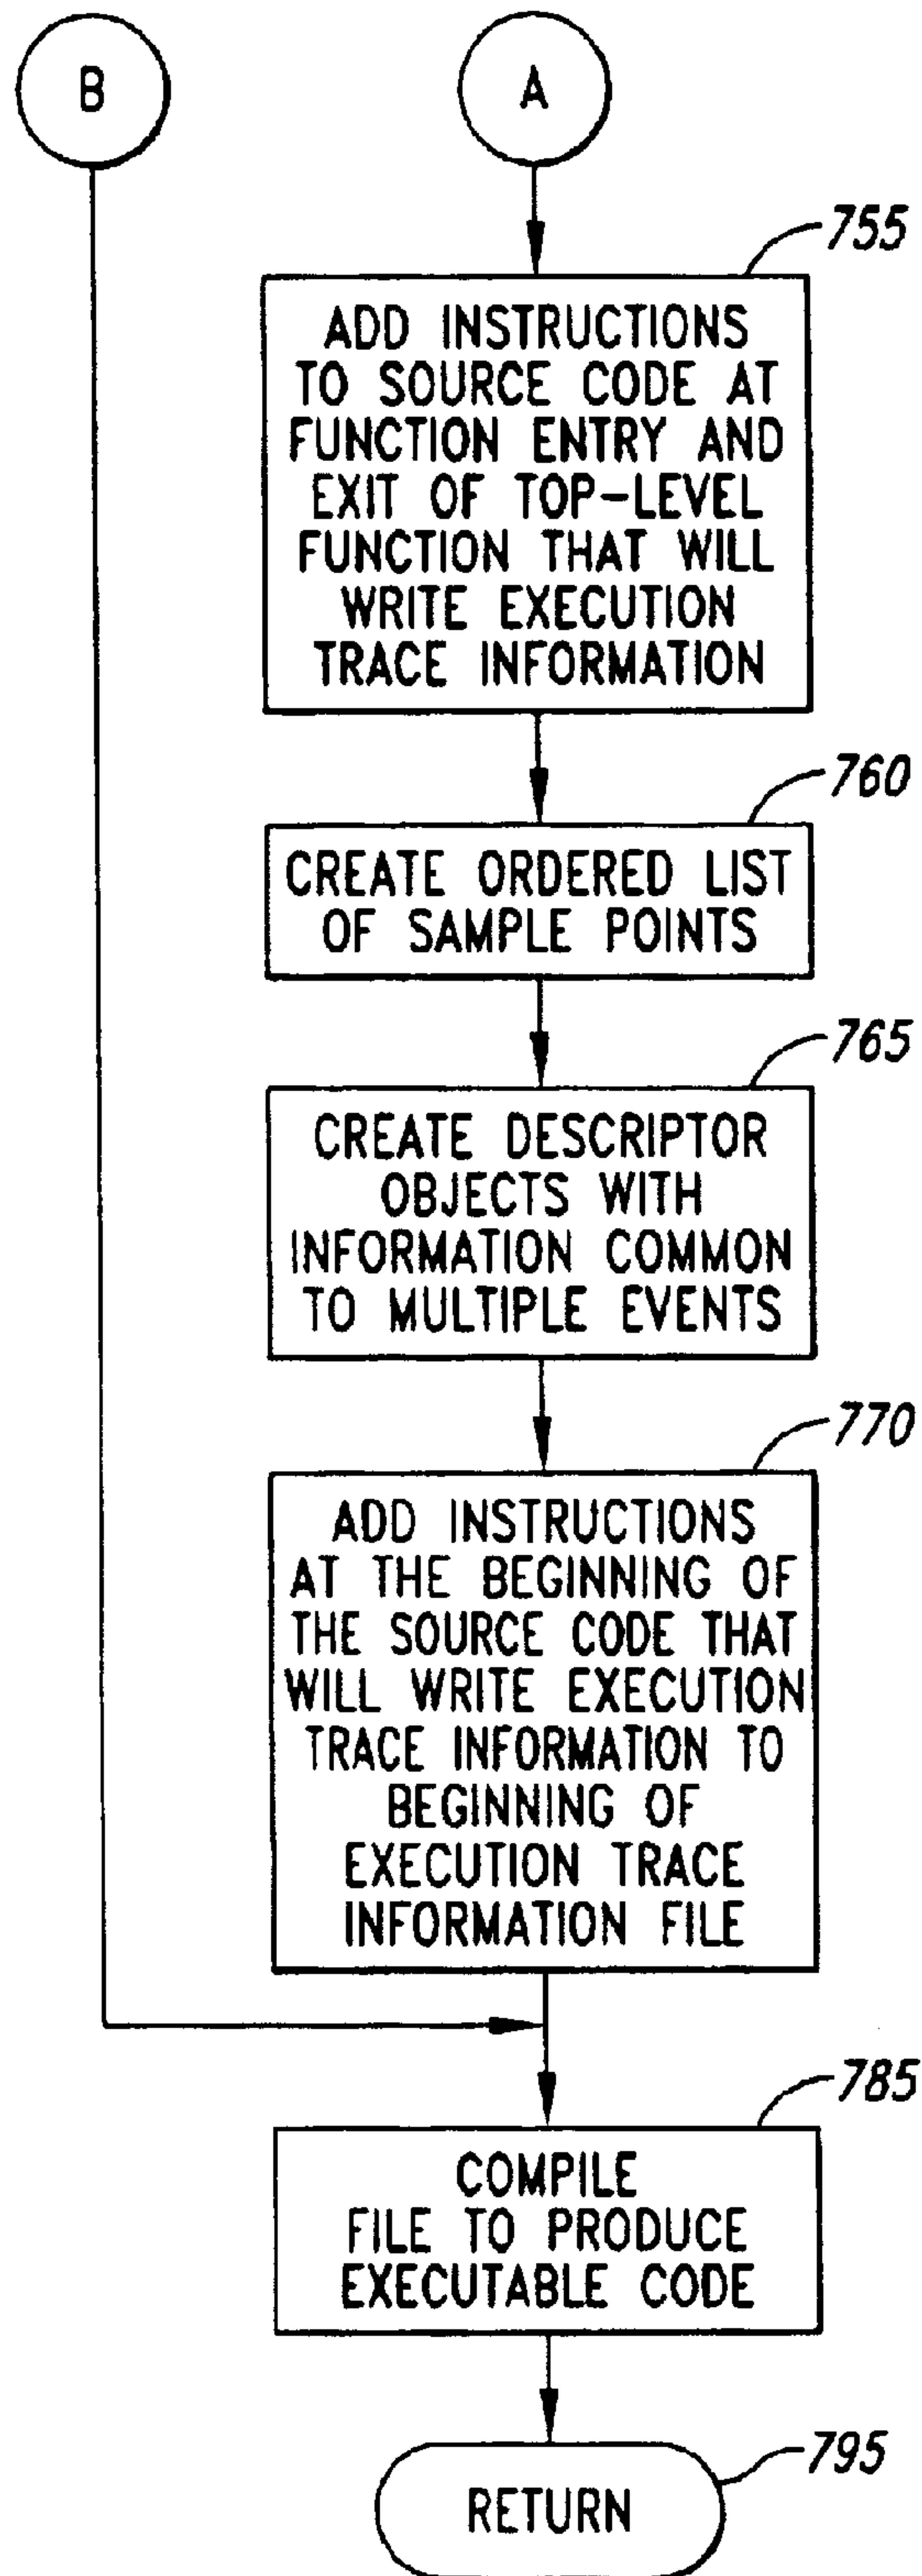 B
A
755
ADD INSTRUCTIONS
TO SOURCE CODE AT
FUNCTION ENTRY AND
EXIT OF TOP-LEVEL
FUNCTION THAT WILL
WRITE EXECUTION
TRACE INFORMATION
760
CREATE ORDERED LIST
OF SAMPLE POINTS
765
CREATE DESCRIPTOR
OBJECTS WITH
INFORMATION COMMON
TO MULTIPLE EVENTS
770
ADD INSTRUCTIONS
AT THE BEGINNING OF
THE SOURCE CODE THAT
WILL WRITE EXECUTION
TRACE INFORMATION TO
BEGINNING OF
EXECUTION TRACE
INFORMATION FILE
785
COMPILE
FILE TO PRODUCE
EXECUTABLE CODE
795
RETURN